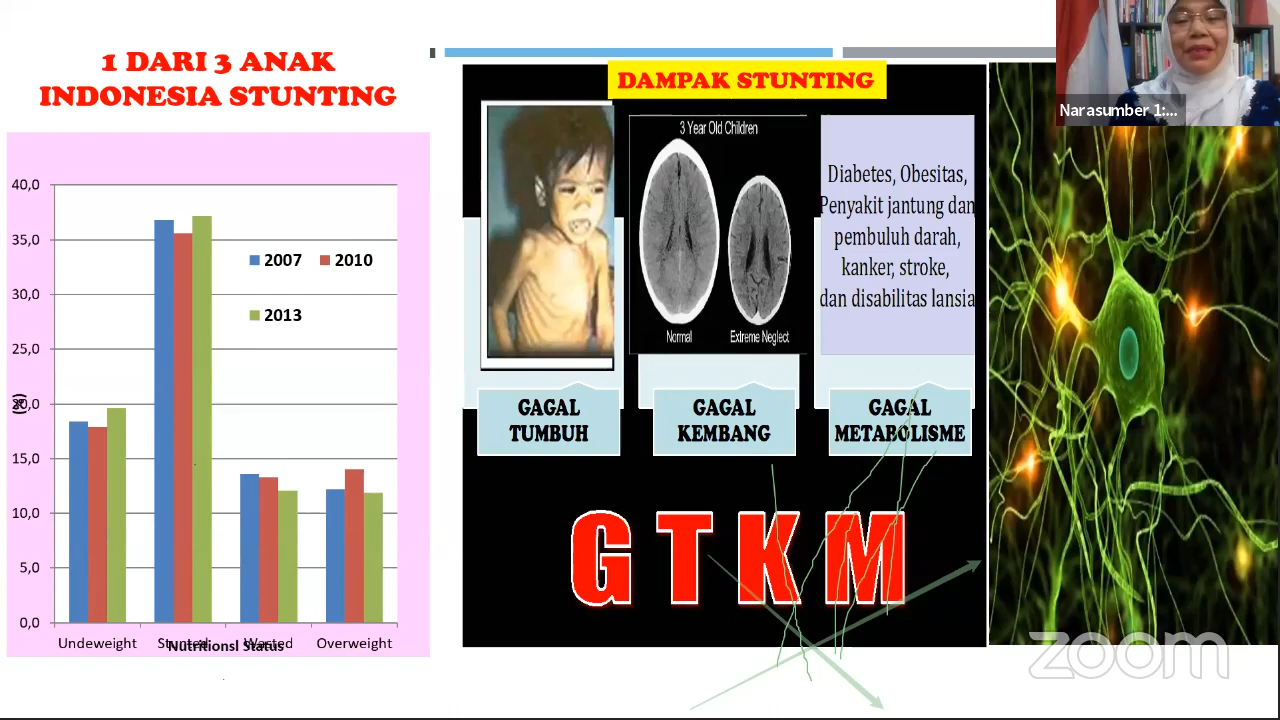 1 DARI 3 ANAK
INDONESIA STUNTING
40,0
35,0
30,0
25,0
20,0
15,0
10,0
5,0
0,0
(%)
2007
2010
2013
Undeweight
Stunted
Wasted
Overweight
Nutritionsl Status
DAMPAK STUNTING
3 Year Old Children
Normal
Extreme Neglect
Diabetes, Obesitas,
Penyakit jantung dan
pembuluh darah,
kanker, stroke,
dan disabilitas lansia
GAGAL
TUMBUH
GAGAL
KEMBANG
GAGAL
METABOLISME
GTKM
Narasumber 1:...
zoom